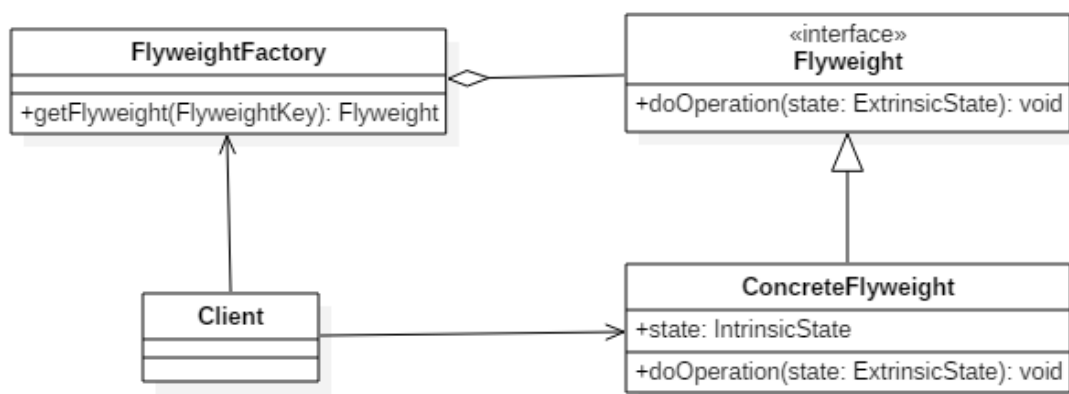 FlyweightFactory
+getFlyweight(FlyweightKey): Flyweight
«interface»
Flyweight
+doOperation(state: ExtrinsicState): void
Client
ConcreteFlyweight
+state: IntrinsicState
+doOperation(state: ExtrinsicState): void